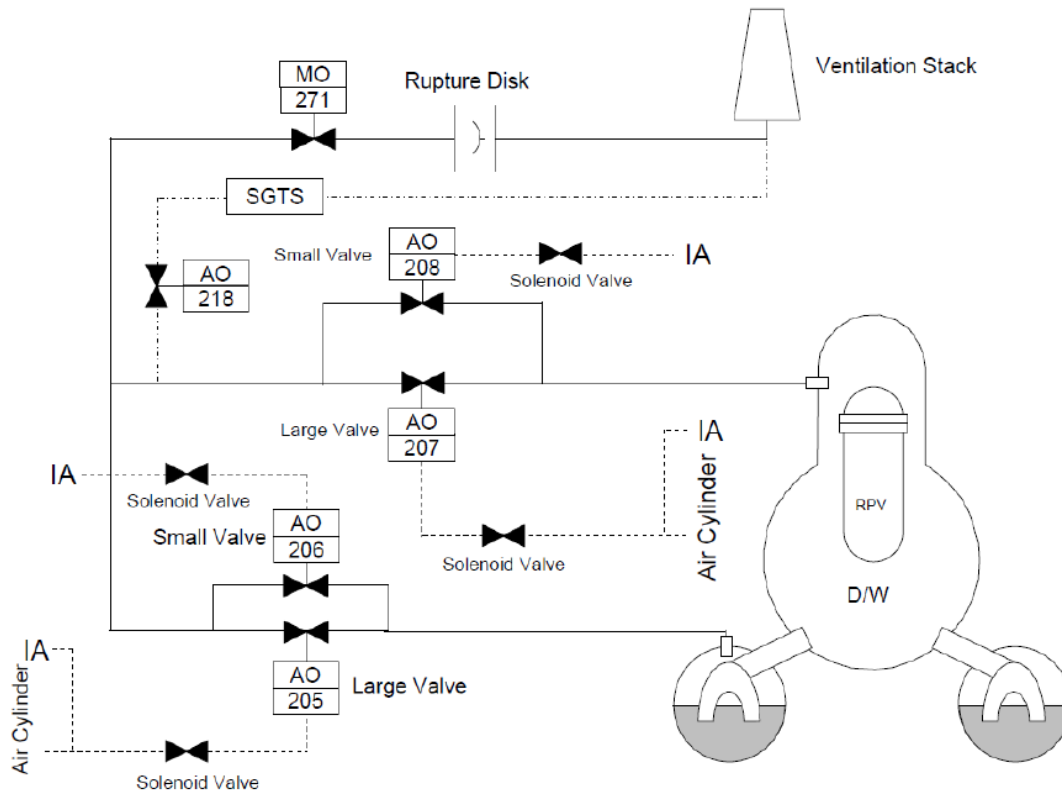 MO
271
Rupture Disk
Ventilation Stack
SGTS
Small Valve
AO
208
Solenoid Valve
IA
AO
218
Large Valve
AO
207
IA
Air Cylinder
Solenoid Valve
IA
Solenoid Valve
Small Valve
AO
206
RPV
D/W
IA
Air Cylinder
AO
205
Large Valve
Solenoid Valve